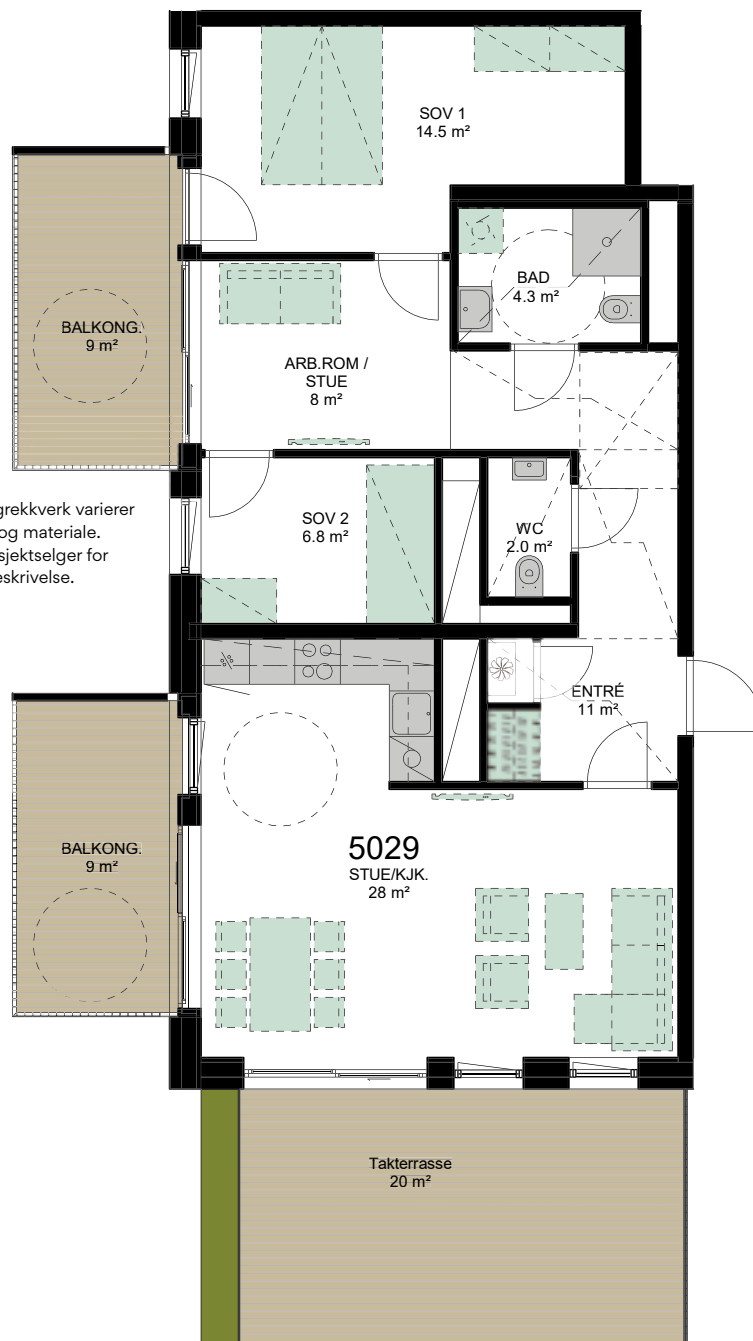 SOV 1
14.5 m²
BAD
4.3 m²
BALKONG.
9 m²
ARB.ROM /
STUE
8 m²
grekkverk varierer
og materiale.
sjektselger for
eskrivelse.
SOV 2
6.8 m²
WC
2.0 m²
ENTRÉ
11 m²
BALKONG.
9 m²
5029
STUE/KJK.
28 m²
Takterrasse
20 m²